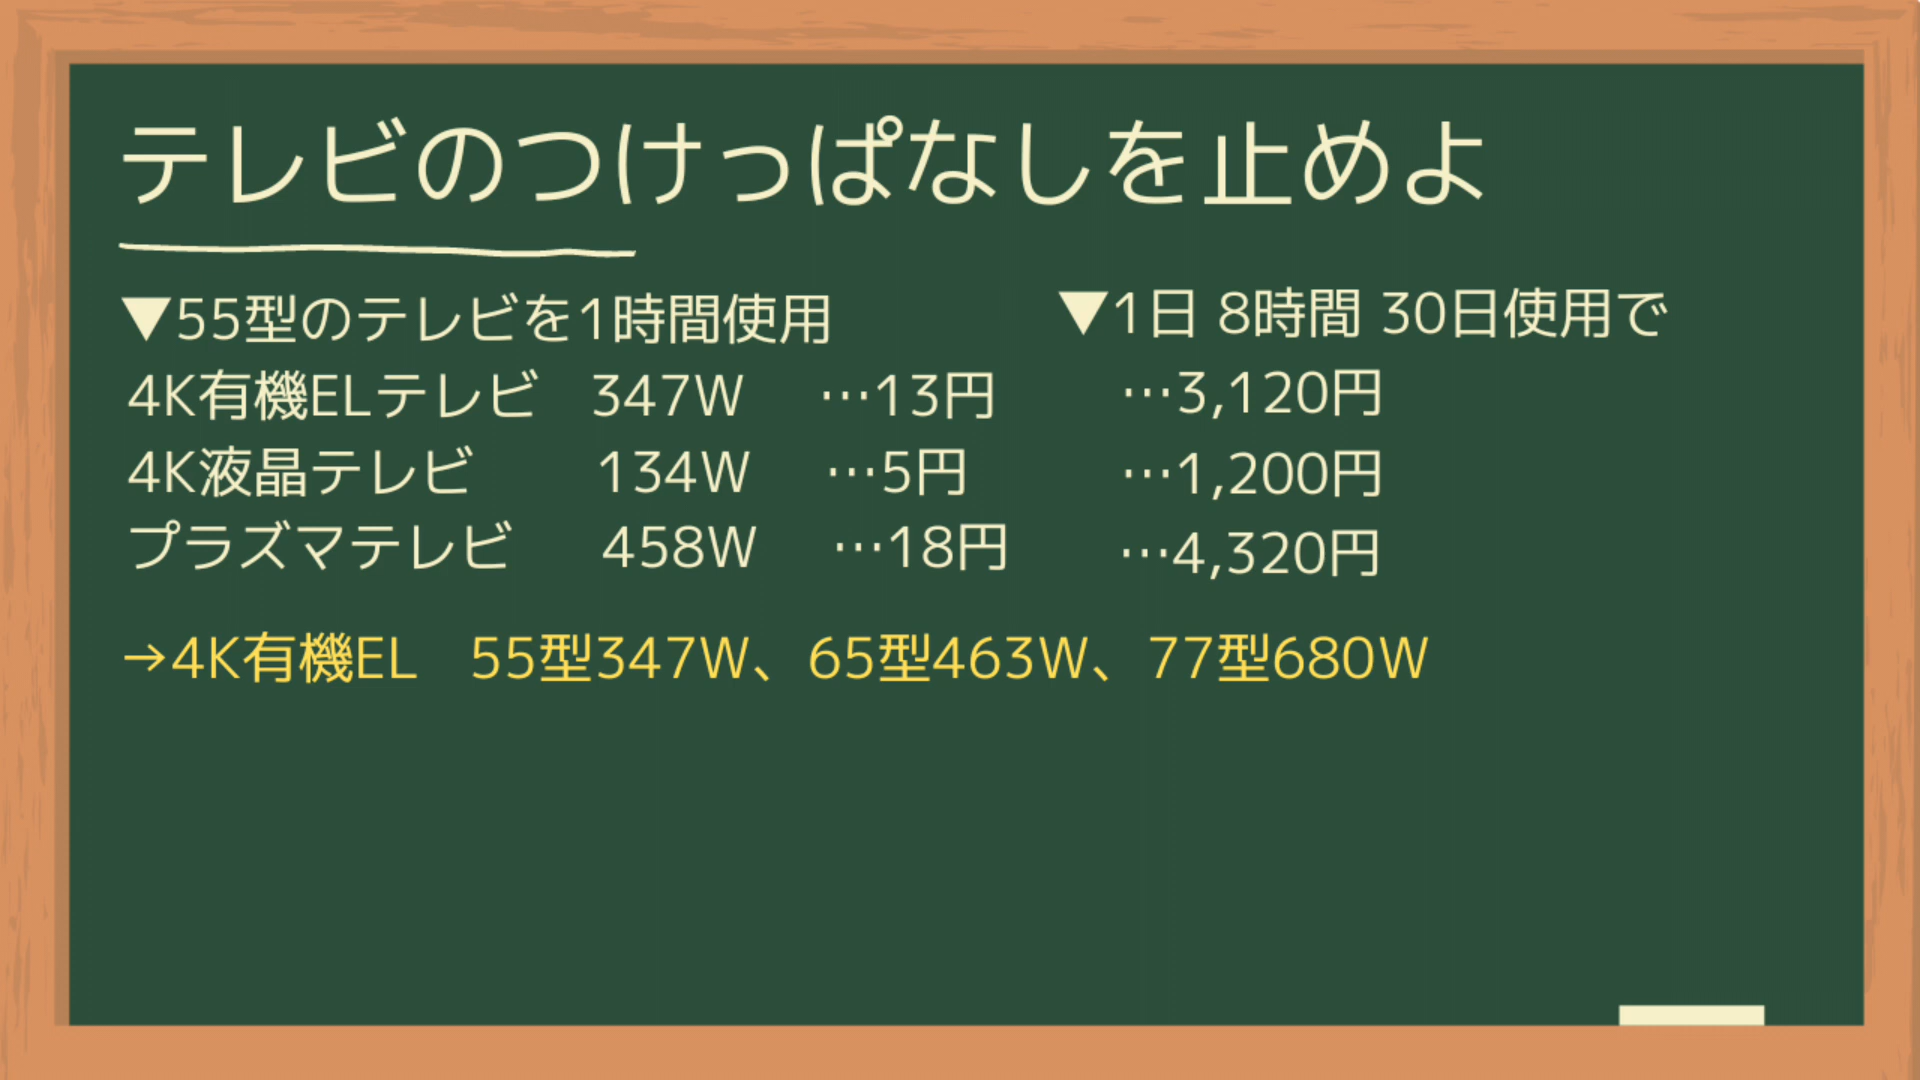 テレビのつけっぱなしを止めよ
▼55型のテレビを1時間使用
4K有機ELテレビ 347W …13円
4K液晶テレビ 134W …5円
プラズマテレビ 458W …18円
▼1日 8時間 30日使用で
…3,120円
…1,200円
…4,320円
→4K有機EL 55型347W、65型463W、77型680W